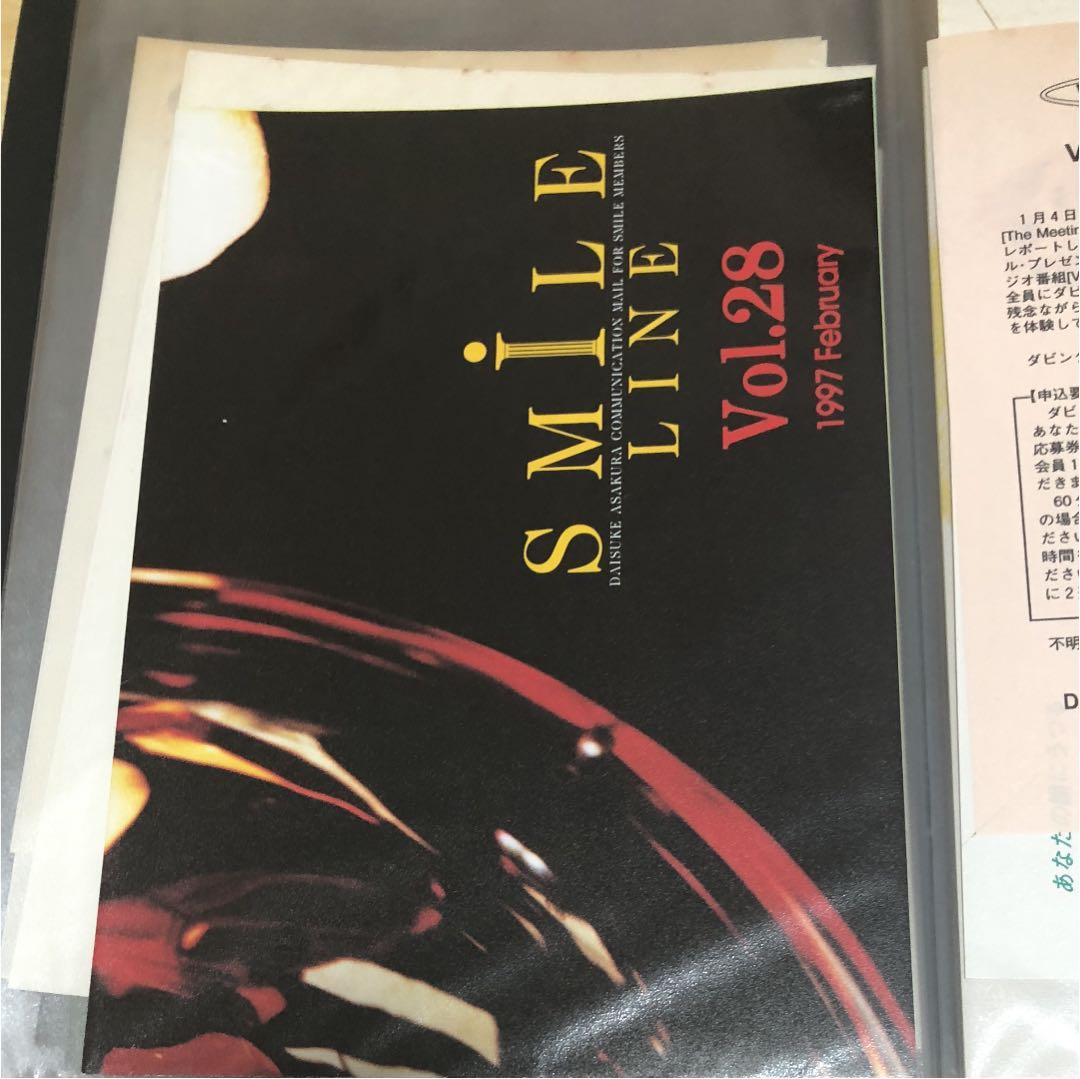 SMiLE
DAISUKE ASAKURA COMMUNICATION MAIL FOR SMILE MEMBERS
LINE
Vol.28
1997 February
V
1月4日
[The Meetin
レポートし
ル・プレゼン
ジオ番組[V
全員にダビ
残念ながら
を体験して
ダビング
【申込要
ダビ
あなた
応募券
会員1
だきま
60分
の場合
ださい
時間
ださい
に2
不明
D
あなた